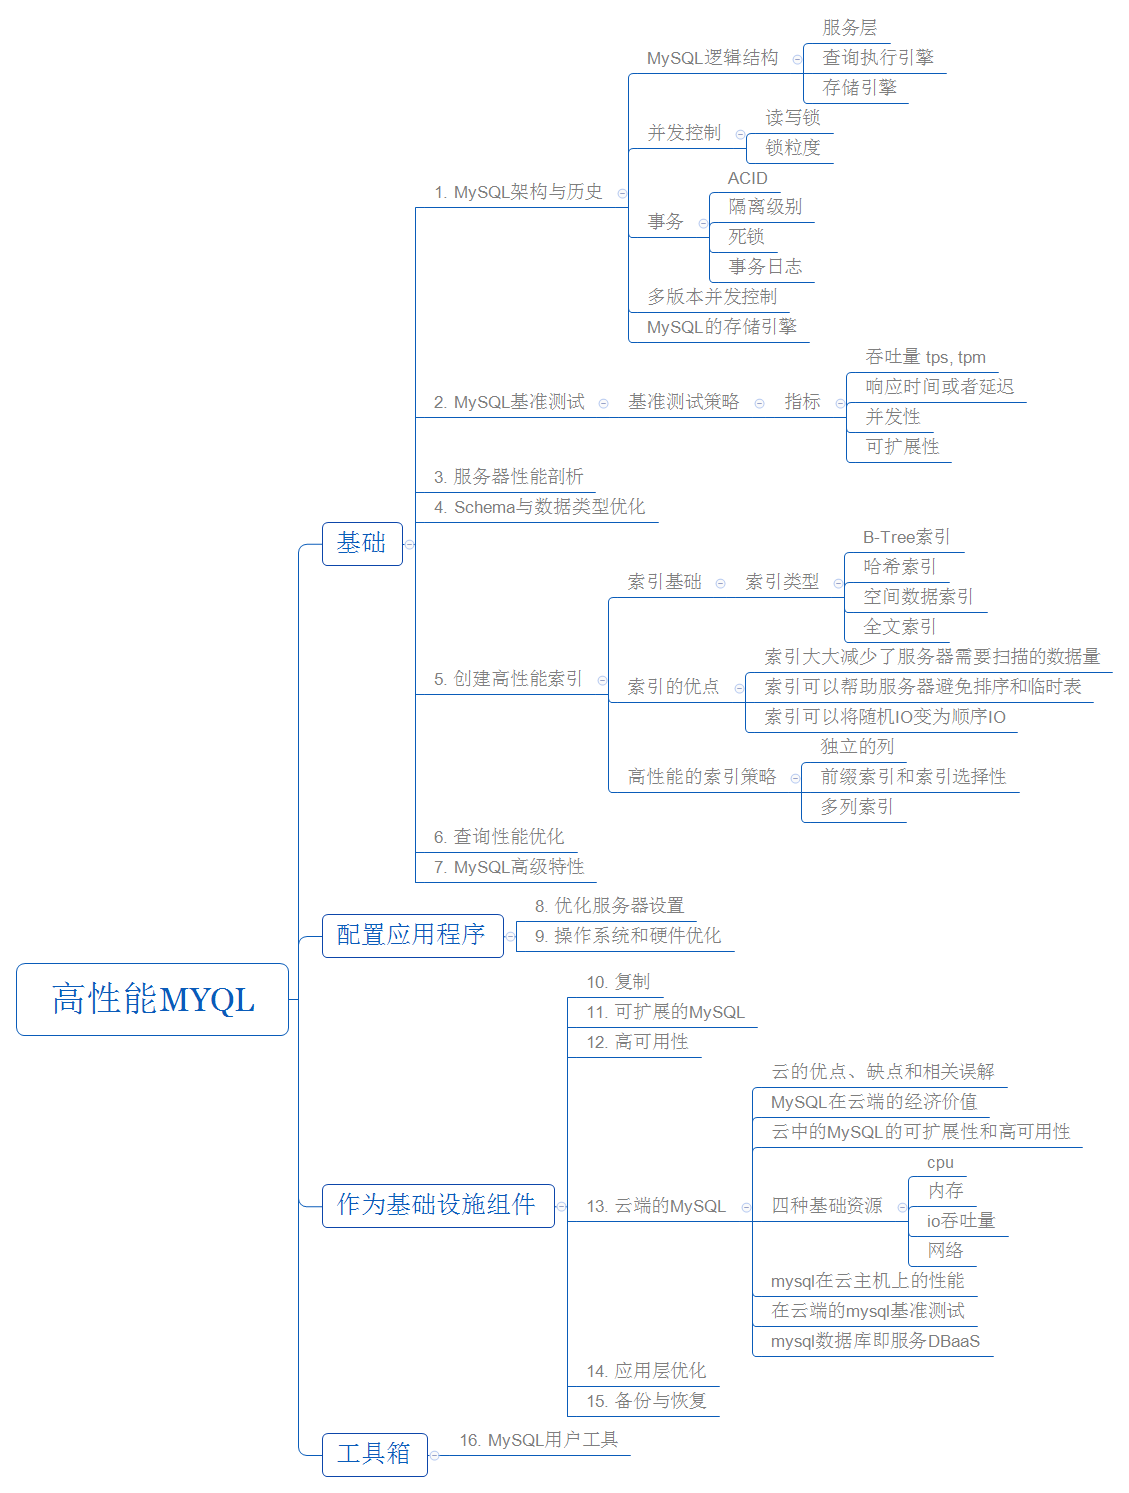 高性能MYQL
基础
1. MySQL架构与历史
MySQL逻辑结构
服务层
查询执行引擎
存储引擎
并发控制
读写锁
锁粒度
事务
ACID
隔离级别
死锁
事务日志
多版本并发控制
MySQL的存储引擎
2. MySQL基准测试
基准测试策略
指标
吞吐量 tps, tpm
响应时间或者延迟
并发性
可扩展性
3. 服务器性能剖析
4. Schema与数据类型优化
5. 创建高性能索引
索引基础
索引类型
B-Tree索引
哈希索引
空间数据索引
全文索引
索引的优点
索引大大减少了服务器需要扫描的数据量
索引可以帮助服务器避免排序和临时表
索引可以将随机IO变为顺序IO
高性能的索引策略
独立的列
前缀索引和索引选择性
多列索引
6. 查询性能优化
7. MySQL高级特性
配置应用程序
8. 优化服务器设置
9. 操作系统和硬件优化
作为基础设施组件
10. 复制
11. 可扩展的MySQL
12. 高可用性
13. 云端的MySQL
云的优点、缺点和相关误解
MySQL在云端的经济价值
云中的MySQL的可扩展性和高可用性
四种基础资源
cpu
内存
io吞吐量
网络
mysql在云主机上的性能
在云端的mysql基准测试
mysql数据库即服务DBaaS
14. 应用层优化
15. 备份与恢复
工具箱
16. MySQL用户工具